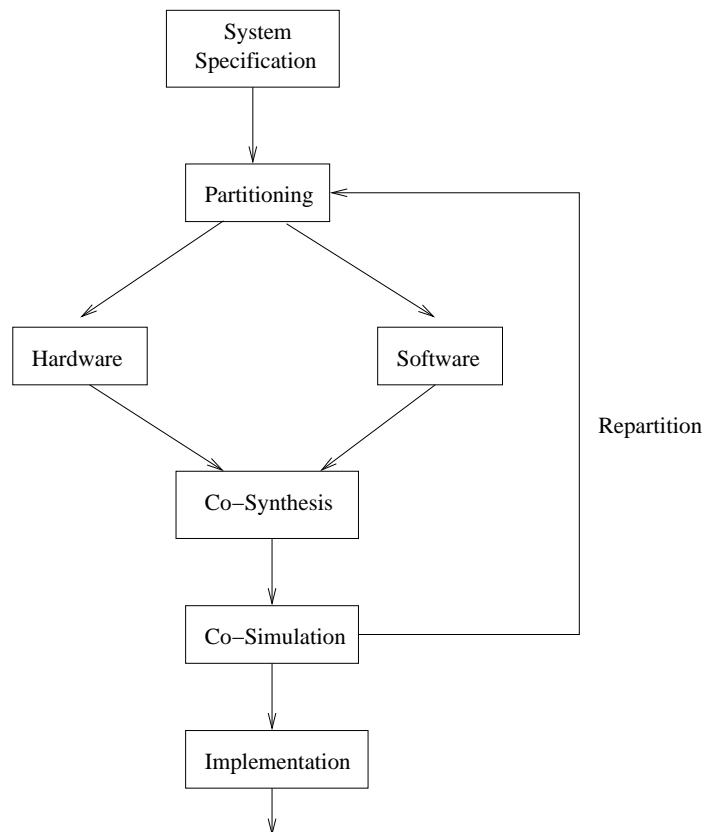 System
Specification
Partitioning
Hardware
Software
Repartition
Co−Synthesis
Co−Simulation
Implementation